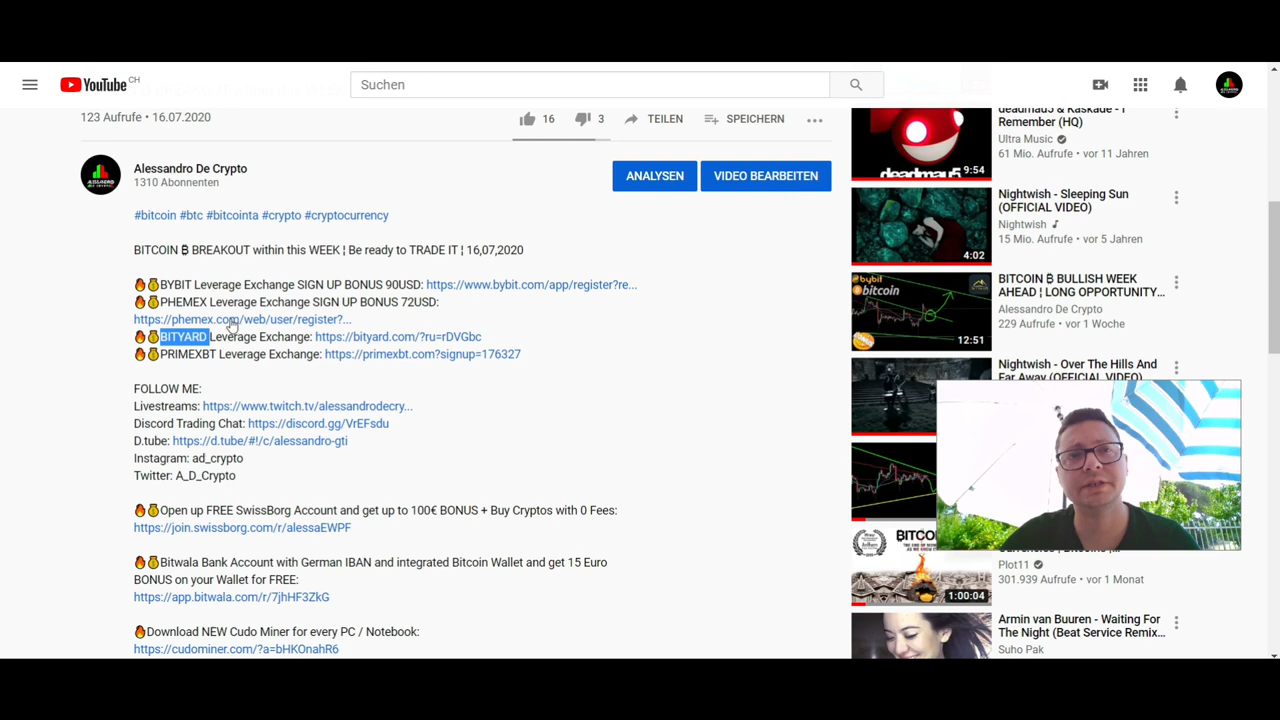 YouTube CH
Suchen
123 Aufrufe • 16.07.2020
16
3
TEILEN
SPEICHERN
Alessandro De Crypto
1310 Abonnenten
ANALYSEN
VIDEO BEARBEITEN
#bitcoin #btc #bitcointa #crypto #cryptocurrency
BITCOIN ₿ BREAKOUT within this WEEK ¦ Be ready to TRADE IT ¦ 16,07,2020
🔥💰BYBIT Leverage Exchange SIGN UP BONUS 90USD: https://www.bybit.com/app/register?re...
🔥💰PHEMEX Leverage Exchange SIGN UP BONUS 72USD:
https://phemex.com/web/user/register?...
🔥💰BITYARD Leverage Exchange: https://bityard.com/?ru=rDVGbc
🔥💰PRIMEXBT Leverage Exchange: https://primexbt.com?signup=176327
FOLLOW ME:
Livestreams: https://www.twitch.tv/alessandrodecry...
Discord Trading Chat: https://discord.gg/VrEFsdu
D.tube: https://d.tube/#!/c/alessandro-gti
Instagram: ad_crypto
Twitter: A_D_Crypto
🔥💰Open up FREE SwissBorg Account and get up to 100€ BONUS + Buy Cryptos with 0 Fees:
https://join.swissborg.com/r/alessaEWPF
🔥💰Bitwala Bank Account with German IBAN and integrated Bitcoin Wallet and get 15 Euro
BONUS on your Wallet for FREE:
https://app.bitwala.com/r/7jhHF3ZkG
🔥Download NEW Cudo Miner for every PC / Notebook:
https://cudominer.com/?a=bHKOnahR6
deadmau5
9:54
deadmau5 & Kaskade - I
Remember (HQ)
Ultra Music
61 Mio. Aufrufe • vor 11 Jahren
4:02
Nightwish - Sleeping Sun
(OFFICIAL VIDEO)
Nightwish
15 Mio. Aufrufe • vor 5 Jahren
bybit
bitcoin
12:51
BITCOIN ₿ BULLISH WEEK
AHEAD ¦ LONG OPPORTUNITY...
Alessandro De Crypto
229 Aufrufe • vor 1 Woche
Nightwish - Over The Hills And
Far Away (OFFICIAL VIDEO)
1:00:04
Plot11
301.939 Aufrufe • vor 1 Monat
Armin van Buuren - Waiting For
The Night (Beat Service Remix...
Suho Pak